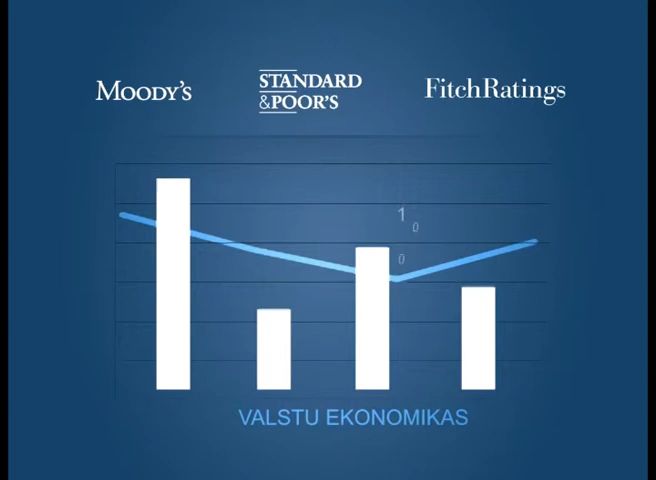 MOODY'S
STANDARD
&POOR'S
FitchRatings
1
0
0
VALSTU EKONOMIKAS